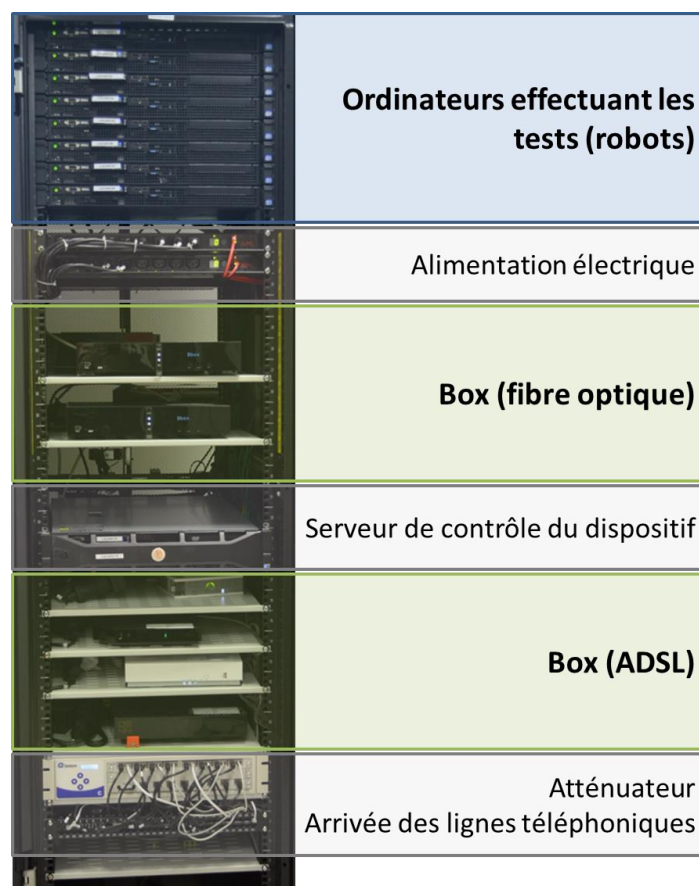 Ordinateurs effectuant les
tests (robots)
Alimentation électrique
Box (fibre optique)
Serveur de contrôle du dispositif
Box (ADSL)
Atténuateur
Arrivée des lignes téléphoniques